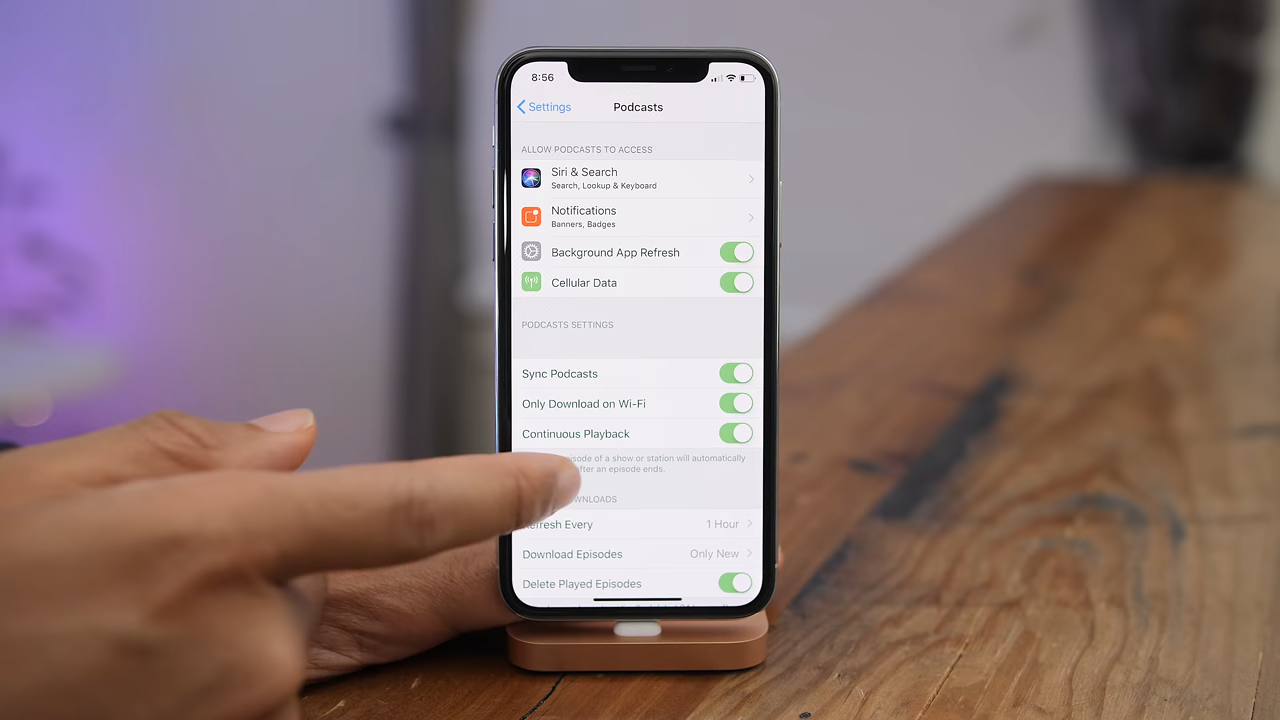 8:56
Settings
Podcasts
ALLOW PODCASTS TO ACCESS
Siri & Search
Search, Lookup & Keyboard
Notifications
Banners, Badges
Background App Refresh
Cellular Data
PODCASTS SETTINGS
Sync Podcasts
Only Download on Wi-Fi
Continuous Playback
episode of a show or station will automatically
after an episode ends.
Refresh Every 1 Hour
Download Episodes Only New
Delete Played Episodes